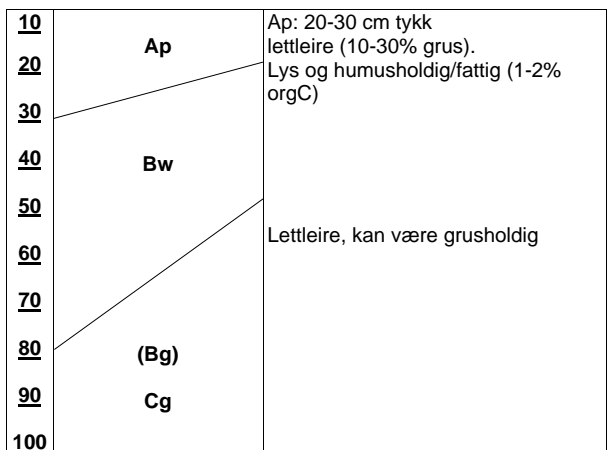 10
Ap
20
30
40
Bw
50
60
70
80
(Bg)
90
Cg
100
Ap: 20-30 cm tykk
lettleire (10-30% grus).
Lys og humusholdig/fattig (1-2%
orgC)
Lettleire, kan være grusholdig